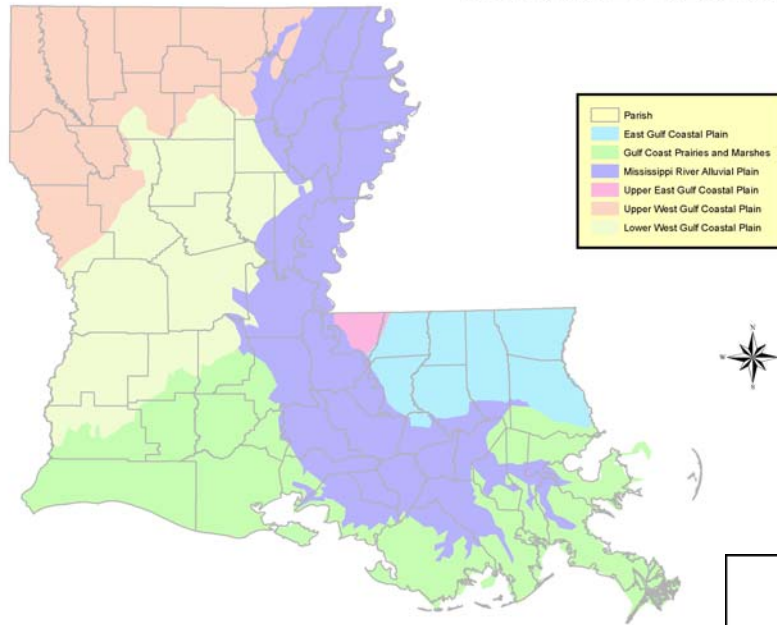 Parish
East Gulf Coastal Plain
Gulf Coast Prairies and Marshes
Mississippi River Alluvial Plain
Upper East Gulf Coastal Plain
Upper West Gulf Coastal Plain
Lower West Gulf Coastal Plain
N
W
E
S